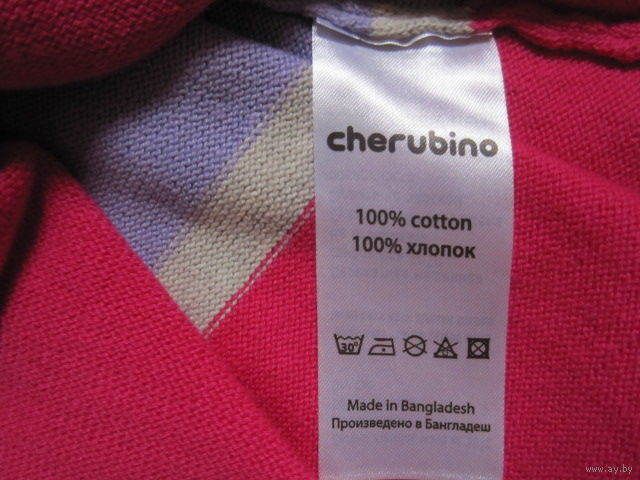 cherubino
100% cotton
100% хлопок
30°
Made in Bangladesh
Произведено в Бангладеш
www.ay.by